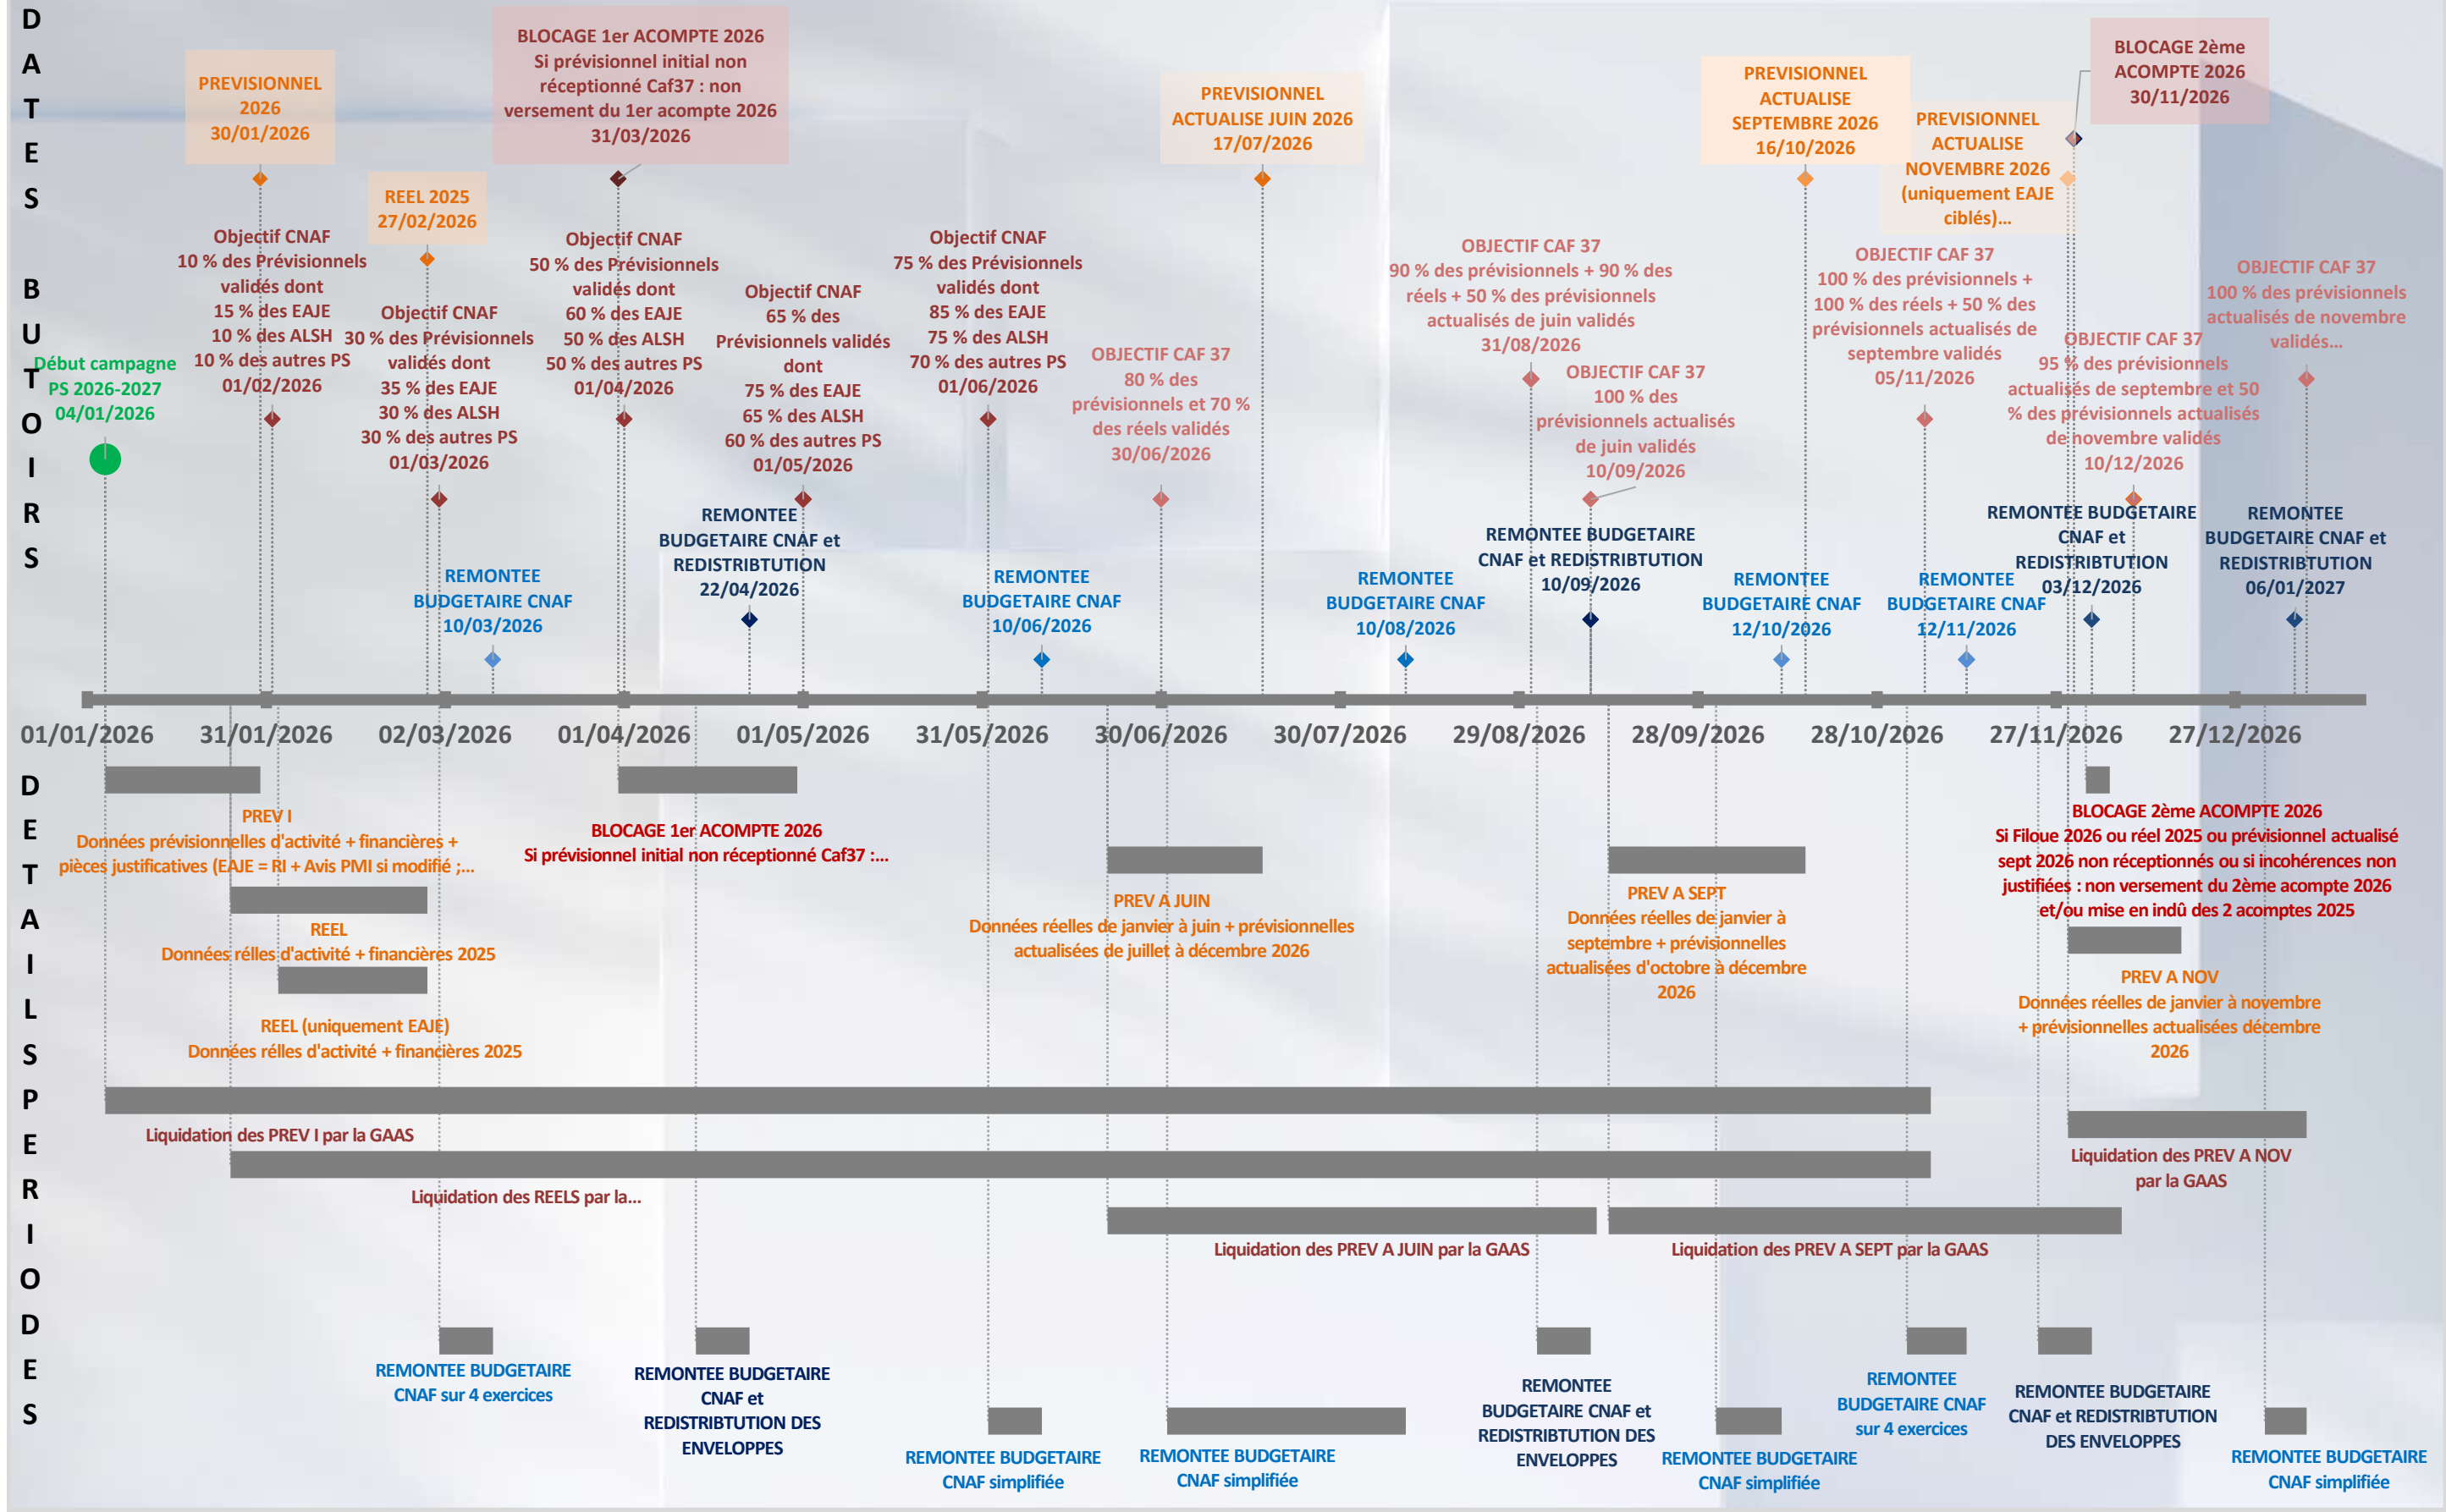 DATES BUTOIRS
PREVISIONNEL
2026
30/01/2026
BLOCAGE 1er ACOMPTE 2026
Si prévisionnel initial non
réceptionné Caf37 : non
versement du 1er acompte 2026
31/03/2026
PREVISIONNEL
ACTUALISE JUIN 2026
17/07/2026
PREVISIONNEL
ACTUALISE
SEPTEMBRE 2026
16/10/2026
PREVISIONNEL
ACTUALISE
NOVEMBRE 2026
(uniquement EAJE
ciblés)...
BLOCAGE 2ème
ACOMPTE 2026
30/11/2026
REEL 2025
27/02/2026
Début campagne
PS 2026-2027
04/01/2026
Objectif CNAF
10 % des Prévisionnels
validés dont
15 % des EAJE
10 % des ALSH
10 % des autres PS
01/02/2026
Objectif CNAF
30 % des Prévisionnels
validés dont
35 % des EAJE
30 % des ALSH
30 % des autres PS
01/03/2026
Objectif CNAF
50 % des Prévisionnels
validés dont
60 % des EAJE
50 % des ALSH
50 % des autres PS
01/04/2026
Objectif CNAF
65 % des
Prévisionnels validés
dont
75 % des EAJE
65 % des ALSH
60 % des autres PS
01/05/2026
Objectif CNAF
75 % des Prévisionnels
validés dont
85 % des EAJE
75 % des ALSH
70 % des autres PS
01/06/2026
OBJECTIF CAF 37
80 % des
prévisionnels et 70 %
des réels validés
30/06/2026
OBJECTIF CAF 37
90 % des prévisionnels + 90 % des
réels + 50 % des prévisionnels
actualisés de juin validés
31/08/2026
OBJECTIF CAF 37
100 % des
prévisionnels actualisés
de juin validés
10/09/2026
OBJECTIF CAF 37
100 % des prévisionnels +
100 % des réels + 50 % des
prévisionnels actualisés de
septembre validés
05/11/2026
OBJECTIF CAF 37
95 % des prévisionnels
actualisés de septembre et 50
% des prévisionnels actualisés
de novembre validés
10/12/2026
OBJECTIF CAF 37
100 % des prévisionnels
actualisés de novembre
validés...
REMONTEE
BUDGETAIRE CNAF
10/03/2026
REMONTEE
BUDGETAIRE CNAF et
REDISTRIBTUTION
22/04/2026
REMONTEE
BUDGETAIRE CNAF
10/06/2026
REMONTEE
BUDGETAIRE CNAF
10/08/2026
REMONTEE BUDGETAIRE
CNAF et REDISTRIBTUTION
10/09/2026
REMONTEE
BUDGETAIRE CNAF
12/10/2026
REMONTEE
BUDGETAIRE CNAF
12/11/2026
REMONTEE BUDGETAIRE
CNAF et
REDISTRIBTUTION
03/12/2026
REMONTEE
BUDGETAIRE CNAF et
REDISTRIBTUTION
06/01/2027
01/01/2026 31/01/2026 02/03/2026 01/04/2026 01/05/2026 31/05/2026 30/06/2026 30/07/2026 29/08/2026 28/09/2026 28/10/2026 27/11/2026 27/12/2026
DETAILS PERIODES
PREV I
Données prévisionnelles d'activité + financières +
pièces justificatives (EAJE = RI + Avis PMI si modifié ;...
REEL
Données rélles d'activité + financières 2025
REEL (uniquement EAJE)
Données rélles d'activité + financières 2025
BLOCAGE 1er ACOMPTE 2026
Si prévisionnel initial non réceptionné Caf37 :...
PREV A JUIN
Données réelles de janvier à juin + prévisionnelles
actualisées de juillet à décembre 2026
PREV A SEPT
Données réelles de janvier à
septembre + prévisionnelles
actualisées d'octobre à décembre
2026
BLOCAGE 2ème ACOMPTE 2026
Si Filoue 2026 ou réel 2025 ou prévisionnel actualisé
sept 2026 non réceptionnés ou si incohérences non
justifiées : non versement du 2ème acompte 2026
et/ou mise en indû des 2 acomptes 2025
PREV A NOV
Données réelles de janvier à novembre
+ prévisionnelles actualisées décembre
2026
Liquidation des PREV I par la GAAS
Liquidation des REELS par la...
Liquidation des PREV A JUIN par la GAAS
Liquidation des PREV A SEPT par la GAAS
Liquidation des PREV A NOV
par la GAAS
REMONTEE BUDGETAIRE
CNAF sur 4 exercices
REMONTEE BUDGETAIRE
CNAF et
REDISTRIBTUTION DES
ENVELOPPES
REMONTEE BUDGETAIRE
CNAF simplifiée
REMONTEE BUDGETAIRE
CNAF simplifiée
REMONTEE
BUDGETAIRE CNAF et
REDISTRIBTUTION DES
ENVELOPPES
REMONTEE BUDGETAIRE
CNAF simplifiée
REMONTEE
BUDGETAIRE CNAF
sur 4 exercices
REMONTEE BUDGETAIRE
CNAF et REDISTRIBTUTION
DES ENVELOPPES
REMONTEE BUDGETAIRE
CNAF simplifiée